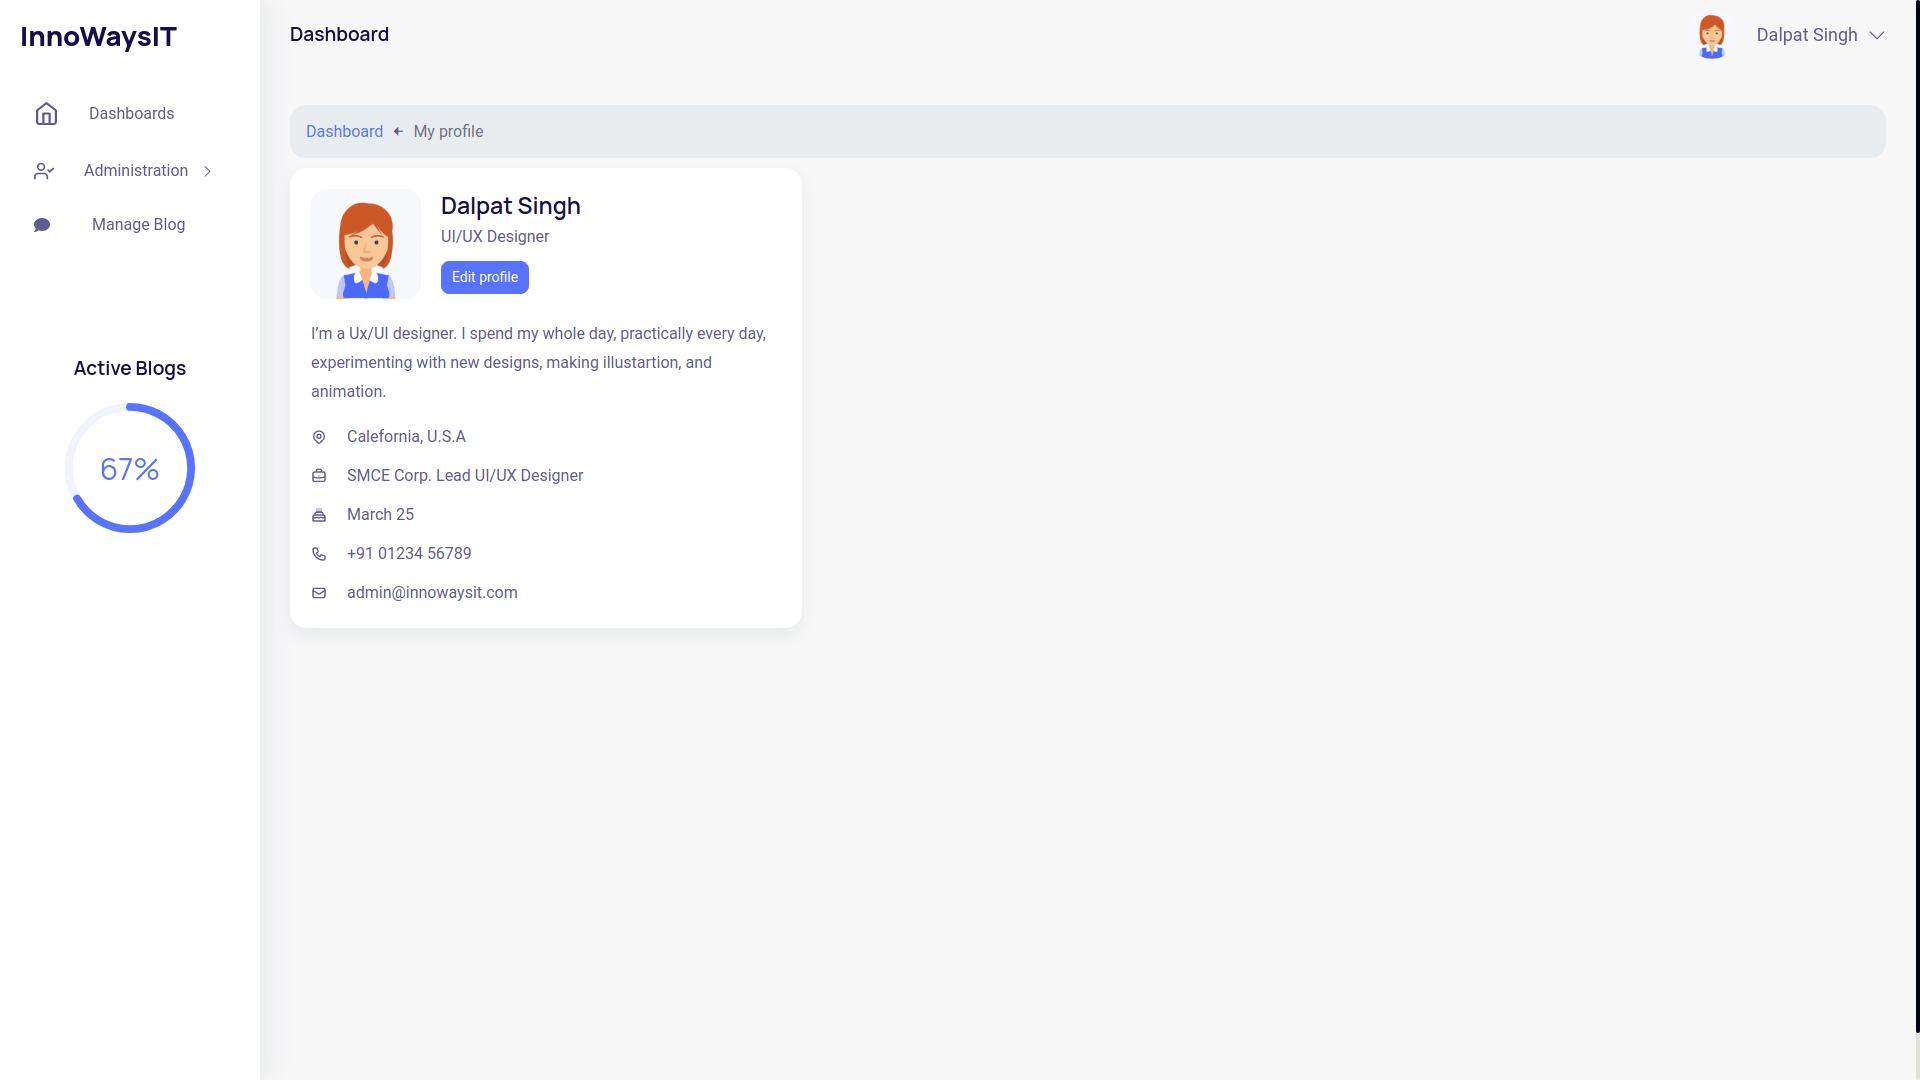 InnoWaysIT
Dashboards
Administration
Manage Blog
Active Blogs
67%
Dashboard
Dalpat Singh
Dashboard My profile
Dalpat Singh
UI/UX Designer
Edit profile
I’m a Ux/UI designer. I spend my whole day, practically every day,
experimenting with new designs, making illustartion, and
animation.
Calefornia, U.S.A
SMCE Corp. Lead UI/UX Designer
March 25
+91 01234 56789
admin@innowaysit.com